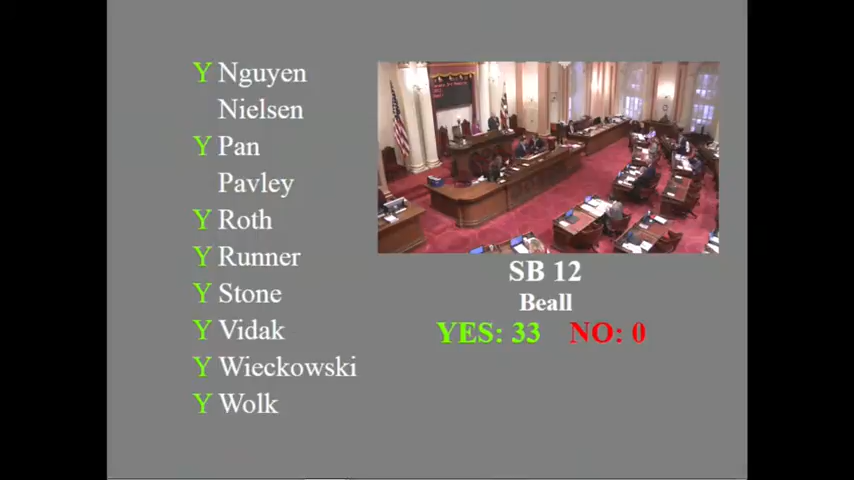 Y Nguyen
Nielsen
Y Pan
Pavley
Y Roth
Y Runner
Y Stone
Y Vidak
Y Wieckowski
Y Wolk
SB 12
Beall
YES: 33 NO: 0